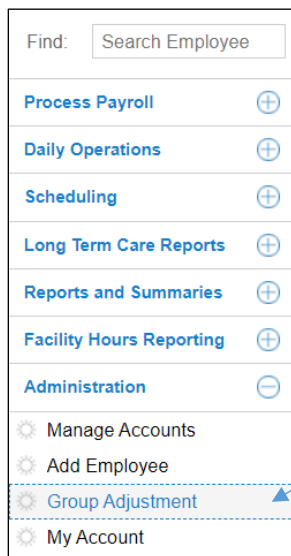 Find: Search Employee
Process Payroll
Daily Operations
Scheduling
Long Term Care Reports
Reports and Summaries
Facility Hours Reporting
Administration
Manage Accounts
Add Employee
Group Adjustment
My Account